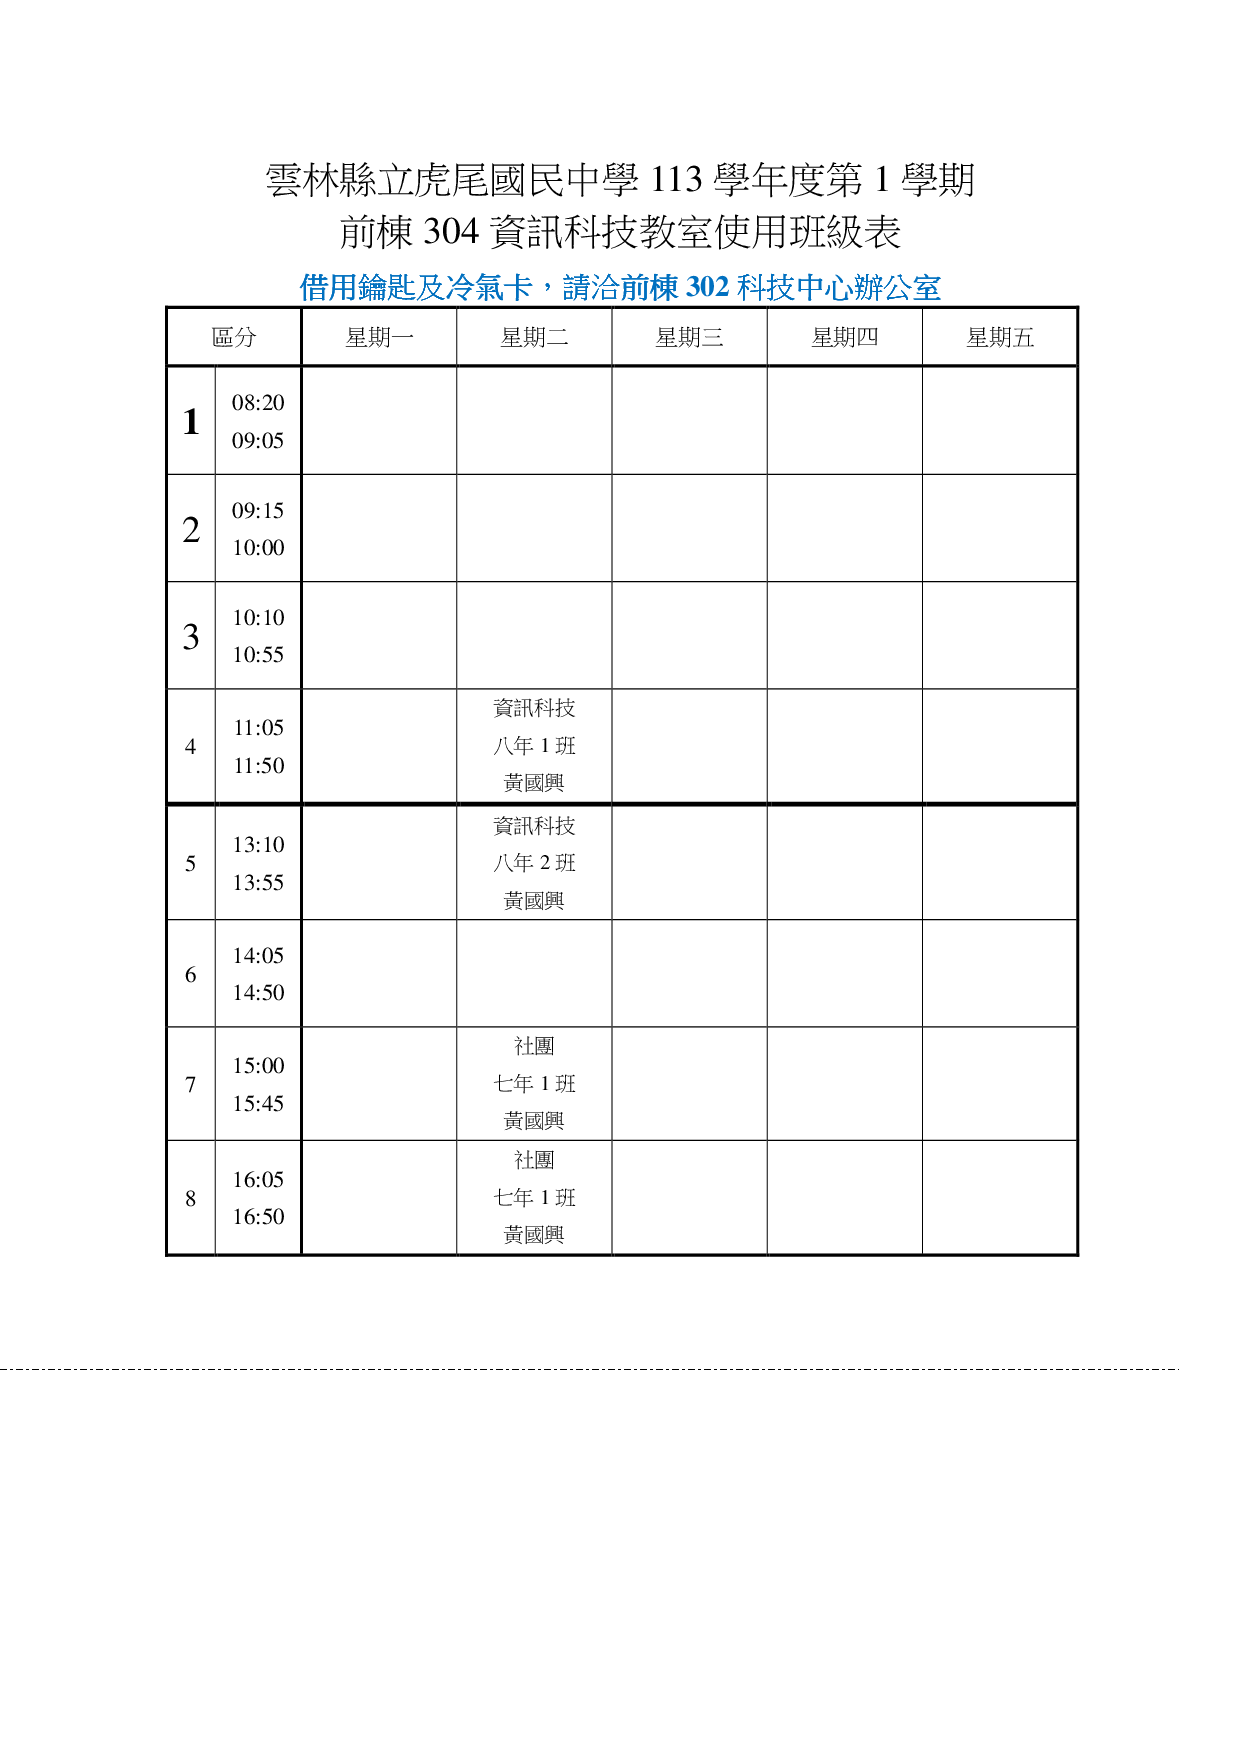 雲林縣立虎尾國民中學 113 學年度第 1 學期
前棟 304 資訊科技教室使用班級表
借用鑰匙及冷氣卡，請洽前棟 302 科技中心辦公室
區分 星期一 星期二 星期三 星期四 星期五
1
08:20
09:05
2
09:15
10:00
3
10:10
10:55
4
11:05
11:50
資訊科技
八年 1 班
黃國興
5
13:10
13:55
資訊科技
八年 2 班
黃國興
6
14:05
14:50
7
15:00
15:45
社團
七年 1 班
黃國興
8
16:05
16:50
社團
七年 1 班
黃國興